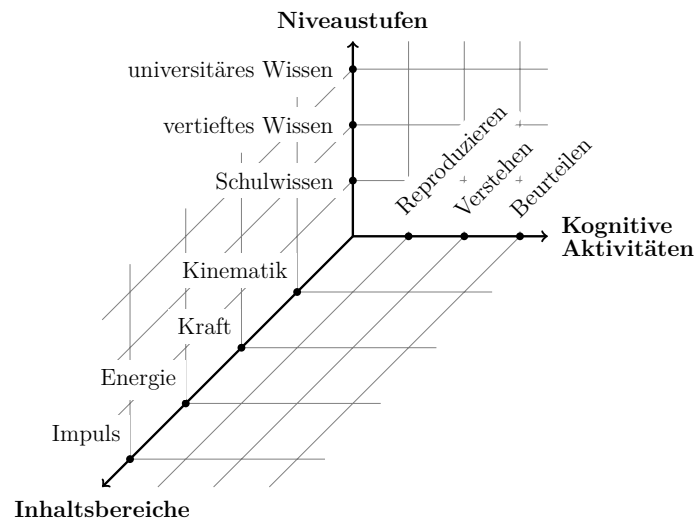 Niveaustufen
universitäres Wissen
vertieftes Wissen
Schulwissen
Reproduzieren
Verstehen
Beurteilen
Kognitive
Aktivitäten
Kinematik
Kraft
Energie
Impuls
Inhaltsbereiche